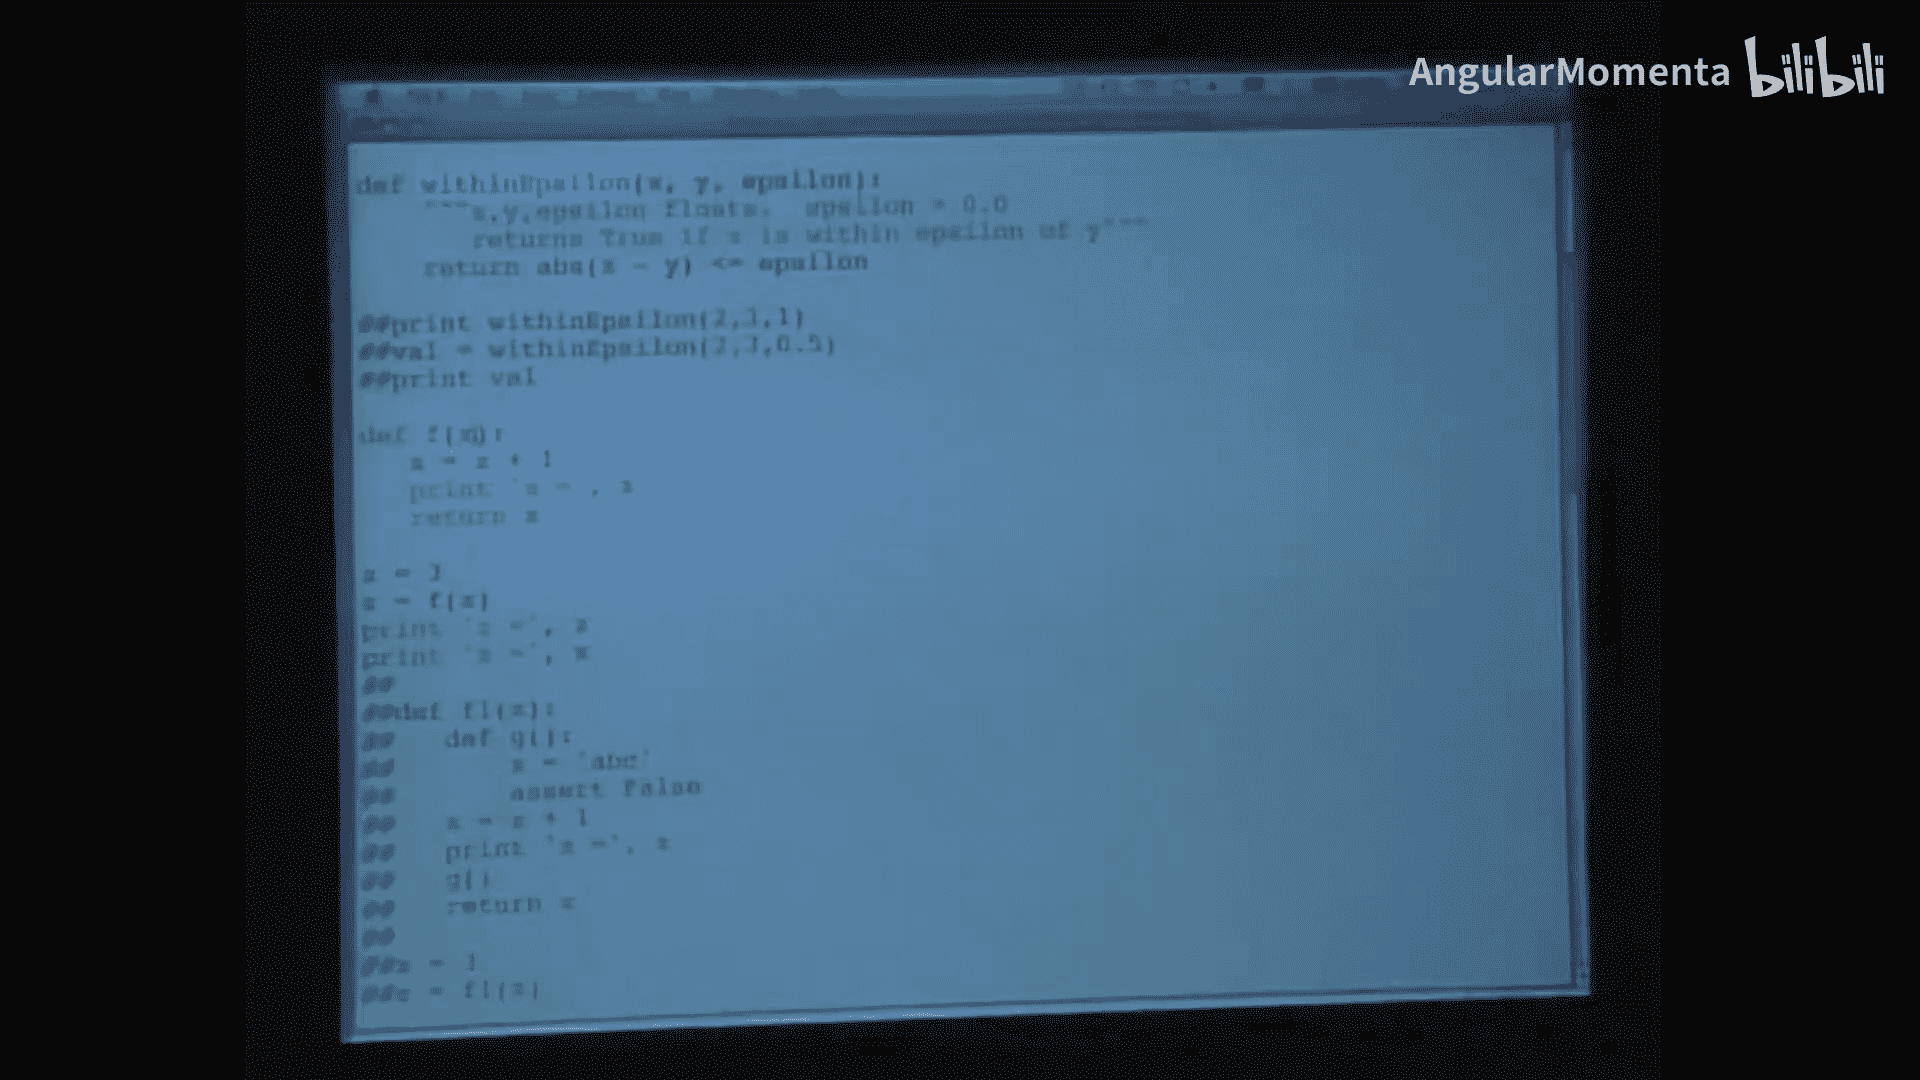 AngularMomenta bilibili
def withinEpsilon(x, y, epsilon):
"""x,y,epsilon floats. epsilon > 0.0
returns True if x is within epsilon of y"""
return abs(x - y) <= epsilon
##print withinEpsilon(2,3,1)
##val = withinEpsilon(2,3,0.5)
##print val
def f(x):
x = x + 1
print 'x =', x
return x
x = 3
z = f(x)
print 'z =', z
print 'x =', x
##
##def f1(x):
## def g():
## x = 'abc'
## assert False
## x = x + 1
## print 'x =', x
## g()
## return x
##
##x = 3
## = f1(x)